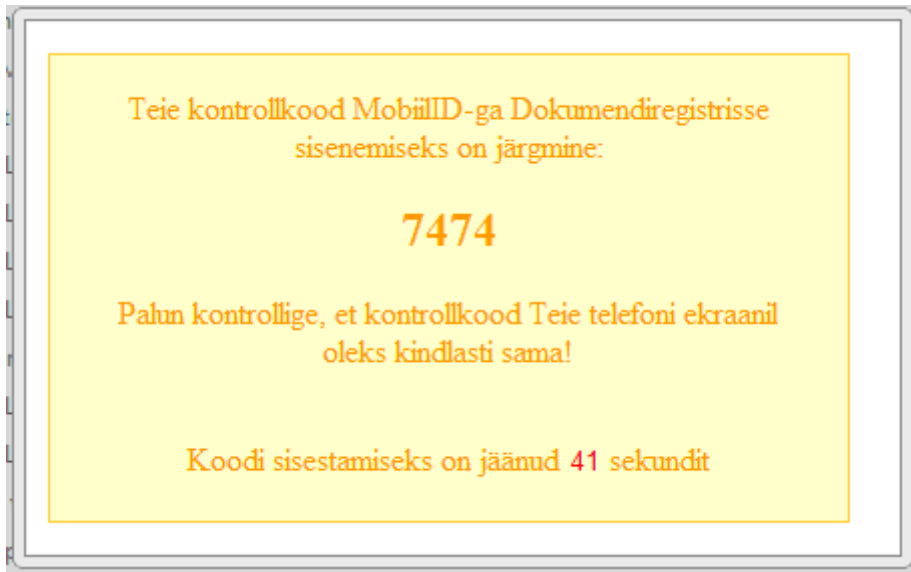 Teie kontrollkood MobiilID-ga Dokumendiregistrisse
sisenemiseks on järgmine:
7474
Palun kontrollige, et kontrollkood Teie telefoni ekraanil
oleks kindlasti sama!
Koodi sisestamiseks on jäänud 41 sekundit